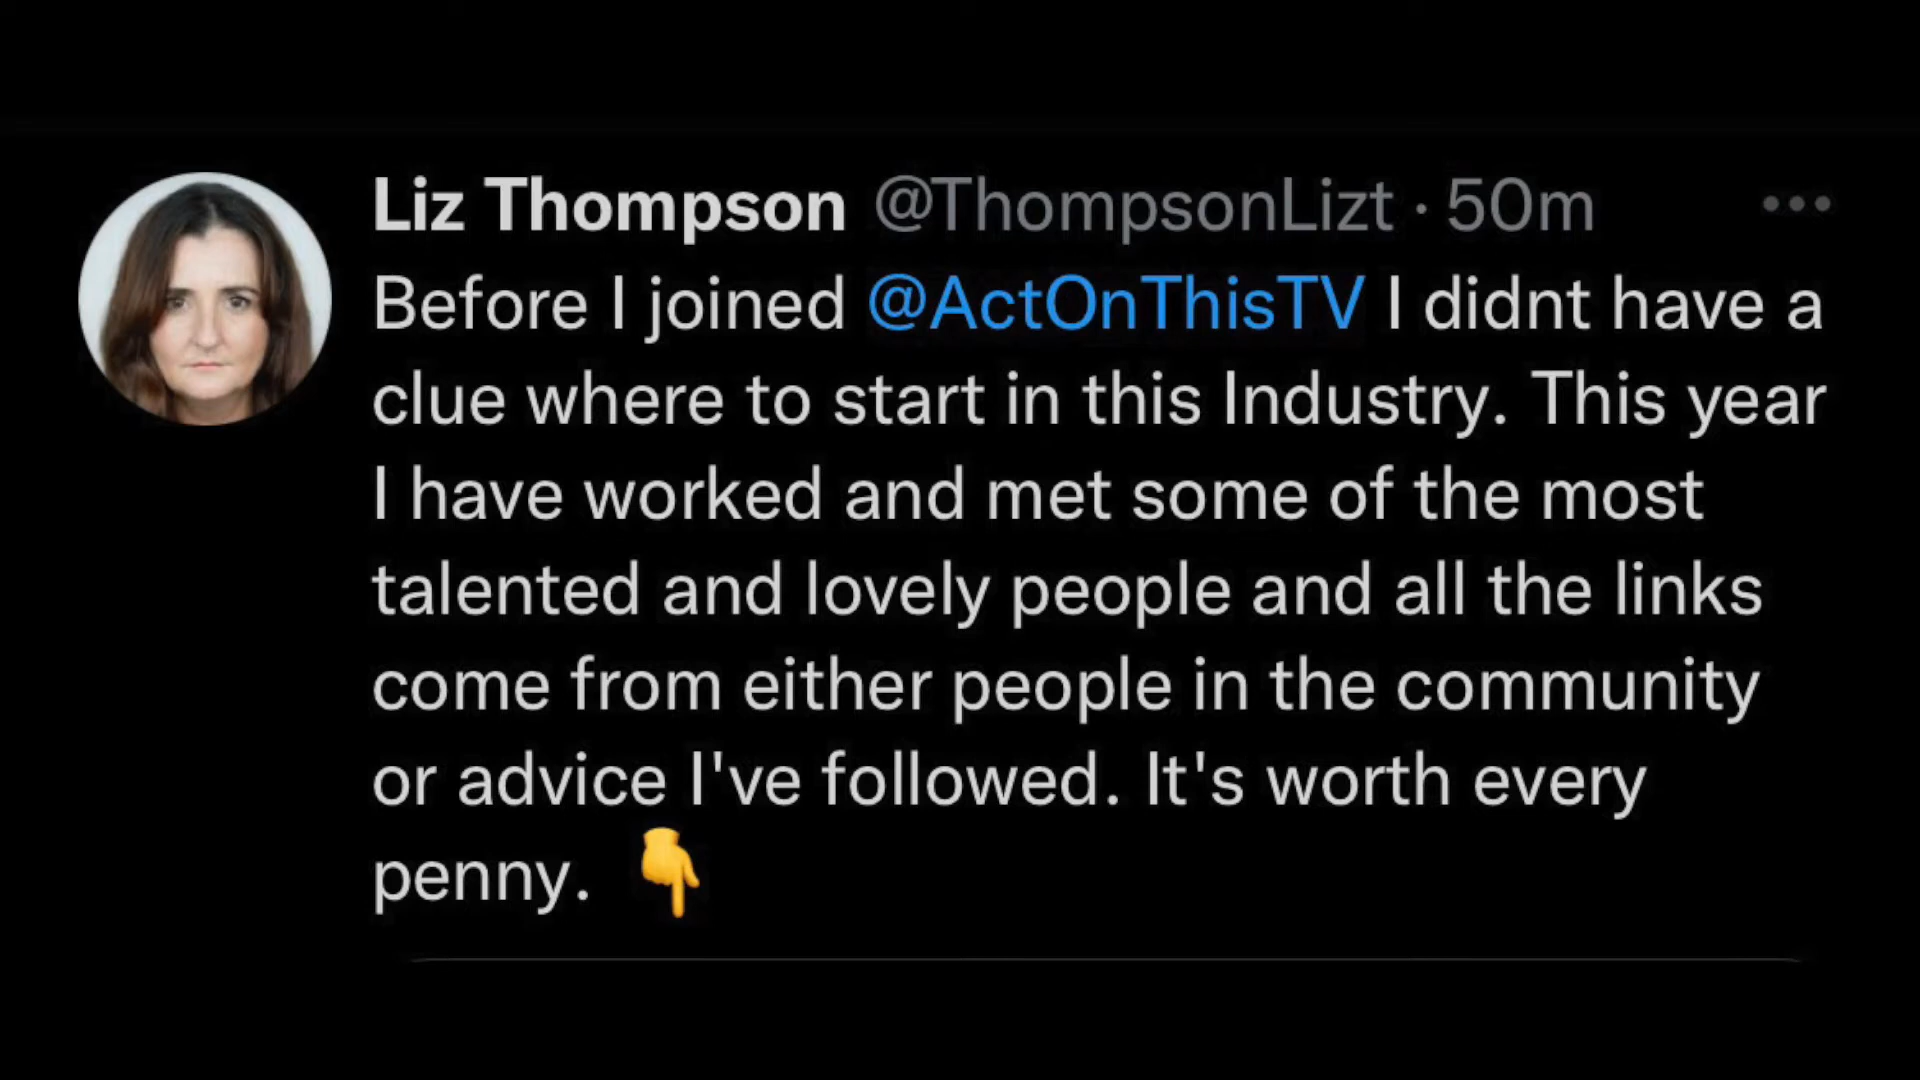 Liz Thompson @ThompsonLizt · 50m
Before I joined @ActOnThisTV I didnt have a
clue where to start in this Industry. This year
I have worked and met some of the most
talented and lovely people and all the links
come from either people in the community
or advice I've followed. It's worth every
penny. 👇